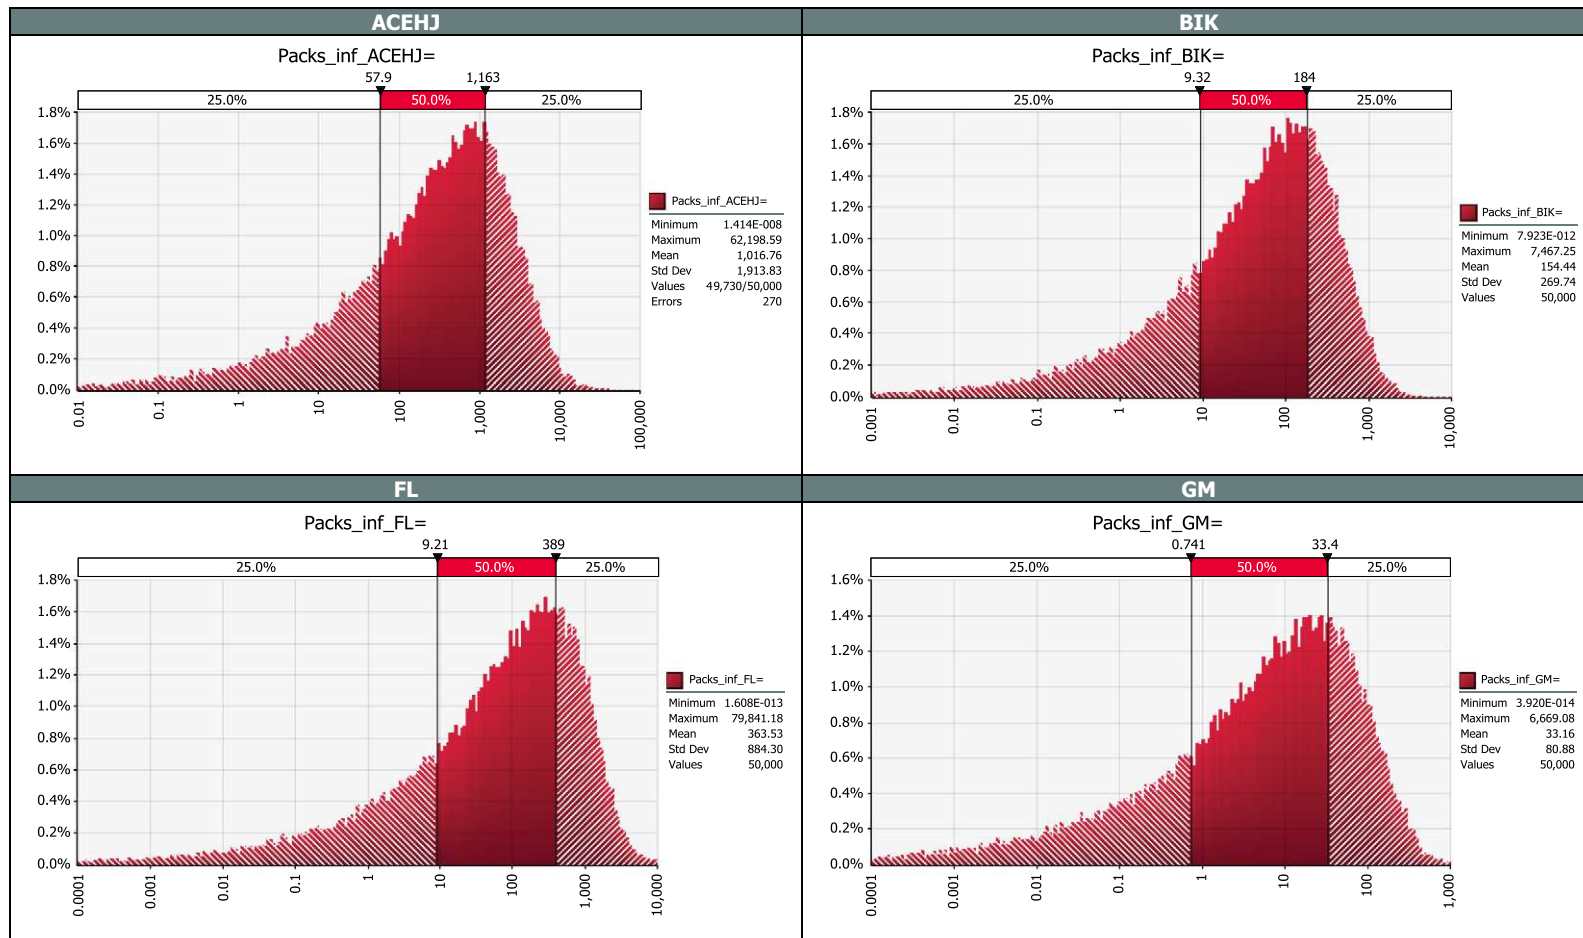 ACEHJ
Packs_inf_ACEHJ=
57.9 1,163
25.0% 50.0% 25.0%
1.8%
1.6%
1.4%
1.2%
1.0%
0.8%
0.6%
0.4%
0.2%
0.0%
0.01 0.1 1 10 100 1,000 10,000 100,000
Packs_inf_ACEHJ=
Minimum 1.414E-008
Maximum 62,198.59
Mean 1,016.76
Std Dev 1,913.83
Values 49,730/50,000
Errors 270
BIK
Packs_inf_BIK=
9.32 184
25.0% 50.0% 25.0%
1.8%
1.6%
1.4%
1.2%
1.0%
0.8%
0.6%
0.4%
0.2%
0.0%
0.001 0.01 0.1 1 10 100 1,000 10,000
Packs_inf_BIK=
Minimum 7.923E-012
Maximum 7,467.25
Mean 154.44
Std Dev 269.74
Values 50,000
FL
Packs_inf_FL=
9.21 389
25.0% 50.0% 25.0%
1.8%
1.6%
1.4%
1.2%
1.0%
0.8%
0.6%
0.4%
0.2%
0.0%
0.0001 0.001 0.01 0.1 1 10 100 1,000 10,000
Packs_inf_FL=
Minimum 1.608E-013
Maximum 79,841.18
Mean 363.53
Std Dev 884.30
Values 50,000
GM
Packs_inf_GM=
0.741 33.4
25.0% 50.0% 25.0%
1.6%
1.4%
1.2%
1.0%
0.8%
0.6%
0.4%
0.2%
0.0%
0.0001 0.001 0.01 0.1 1 10 100 1,000
Packs_inf_GM=
Minimum 3.920E-014
Maximum 6,669.08
Mean 33.16
Std Dev 80.88
Values 50,000